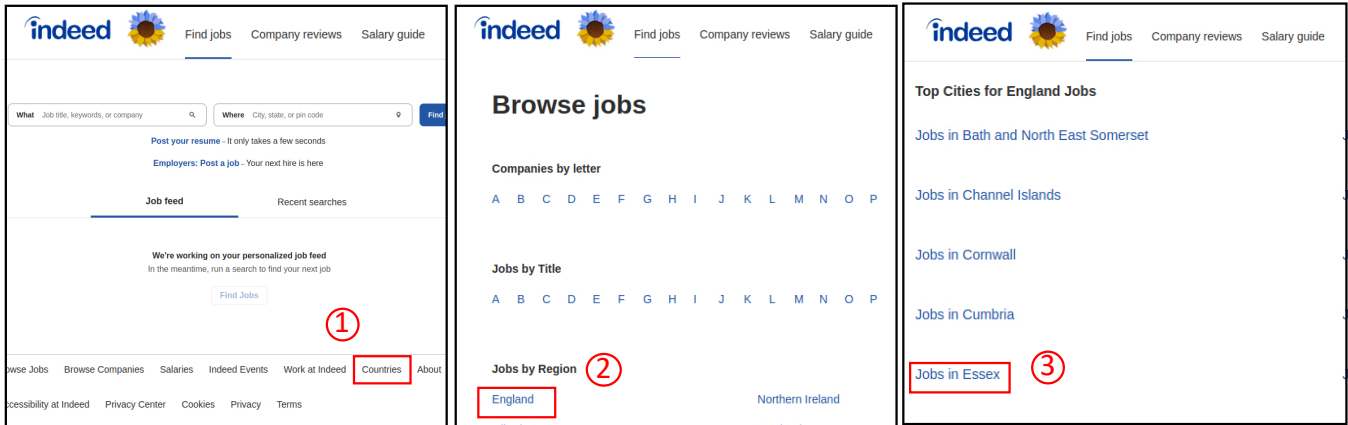 indeed Find jobs Company reviews Salary guide
What Job title, keywords, or company Where City, state, or pin code Find
Post your resume - It only takes a few seconds
Employers: Post a job - Your next hire is here
Job feed Recent searches
We're working on your personalized job feed
In the meantime, run a search to find your next job
Find Jobs
1
Browse Jobs Browse Companies Salaries Indeed Events Work at Indeed Countries About
Accessibility at Indeed Privacy Center Cookies Privacy Terms
indeed Find jobs Company reviews Salary guide
Browse jobs
Companies by letter
A B C D E F G H I J K L M N O P
Jobs by Title
A B C D E F G H I J K L M N O P
Jobs by Region 2
England Northern Ireland
indeed Find jobs Company reviews Salary guide
Top Cities for England Jobs
Jobs in Bath and North East Somerset
Jobs in Channel Islands
Jobs in Cornwall
Jobs in Cumbria
Jobs in Essex 3